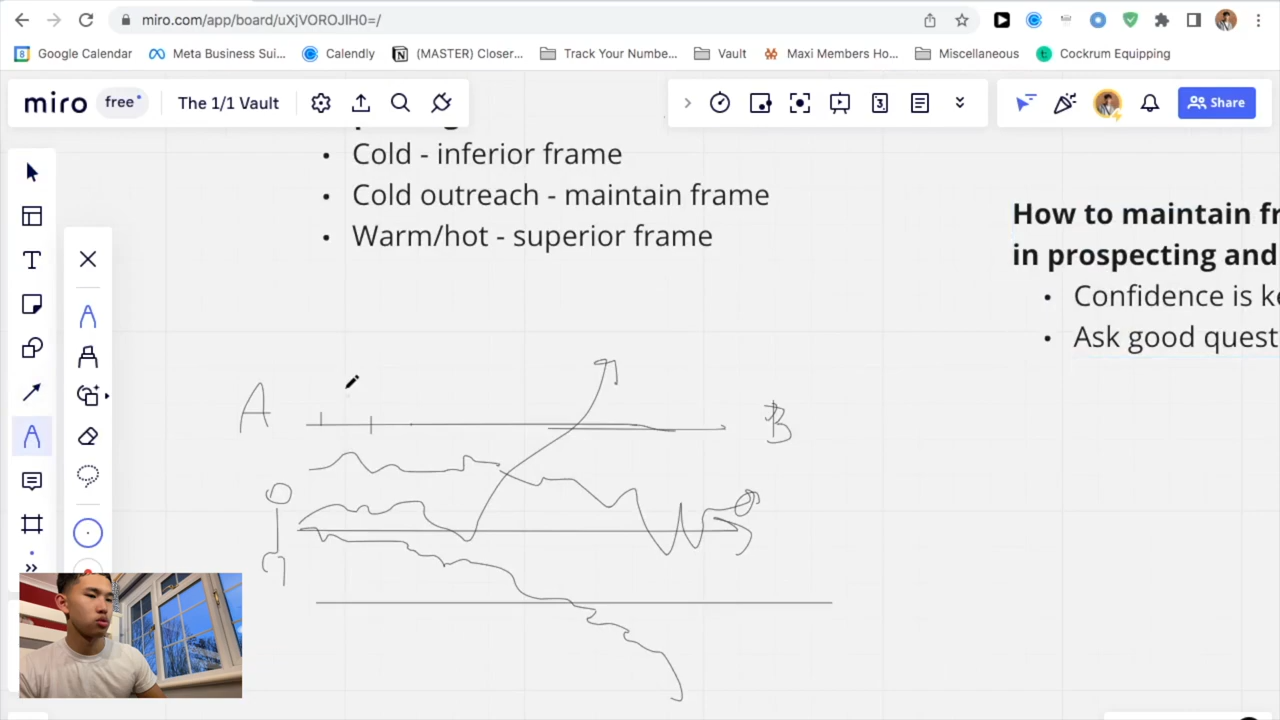 miro.com/app/board/uXjVOROJIH0=/
8 Google Calendar Meta Business Sui... Calendly (MASTER) Closer... Track Your Numbe... Vault Maxi Members Ho... Miscellaneous Cockrum Equipping
miro free The 1/1 Vault 3 Share
• Cold - inferior frame
• Cold outreach - maintain frame
• Warm/hot - superior frame
How to maintain fr
in prospecting and
• Confidence is ke
• Ask good quest
A B